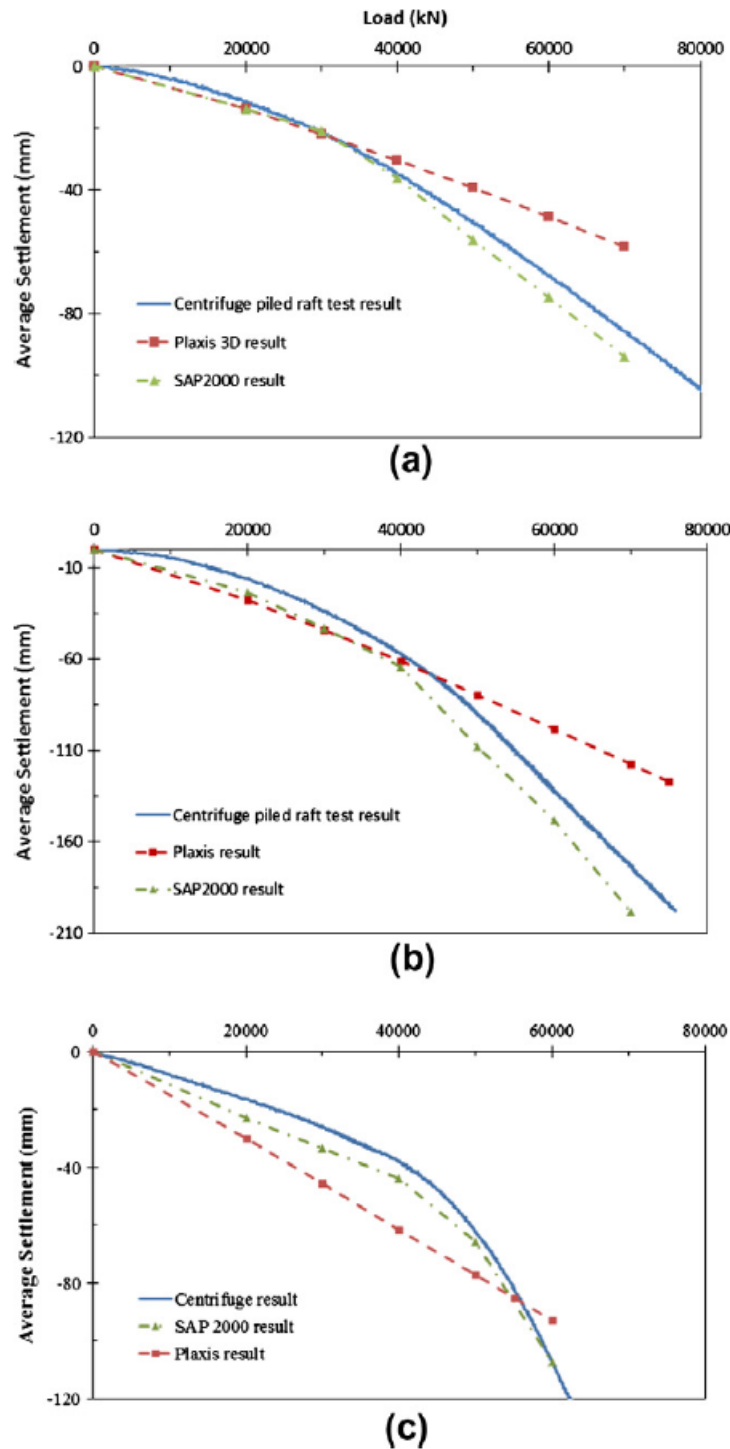 Load (kN)
0 20000 40000 60000 80000
0
-40
-80
-120
Average Settlement (mm)
Centrifuge piled raft test result
Plaxis 3D result
SAP2000 result
(a)
0 20000 40000 60000 80000
-10
-60
-110
-160
-210
Average Settlement (mm)
Centrifuge piled raft test result
Plaxis result
SAP2000 result
(b)
0 20000 40000 60000 80000
0
-40
-80
-120
Average Settlement (mm)
Centrifuge result
SAP 2000 result
Plaxis result
(c)